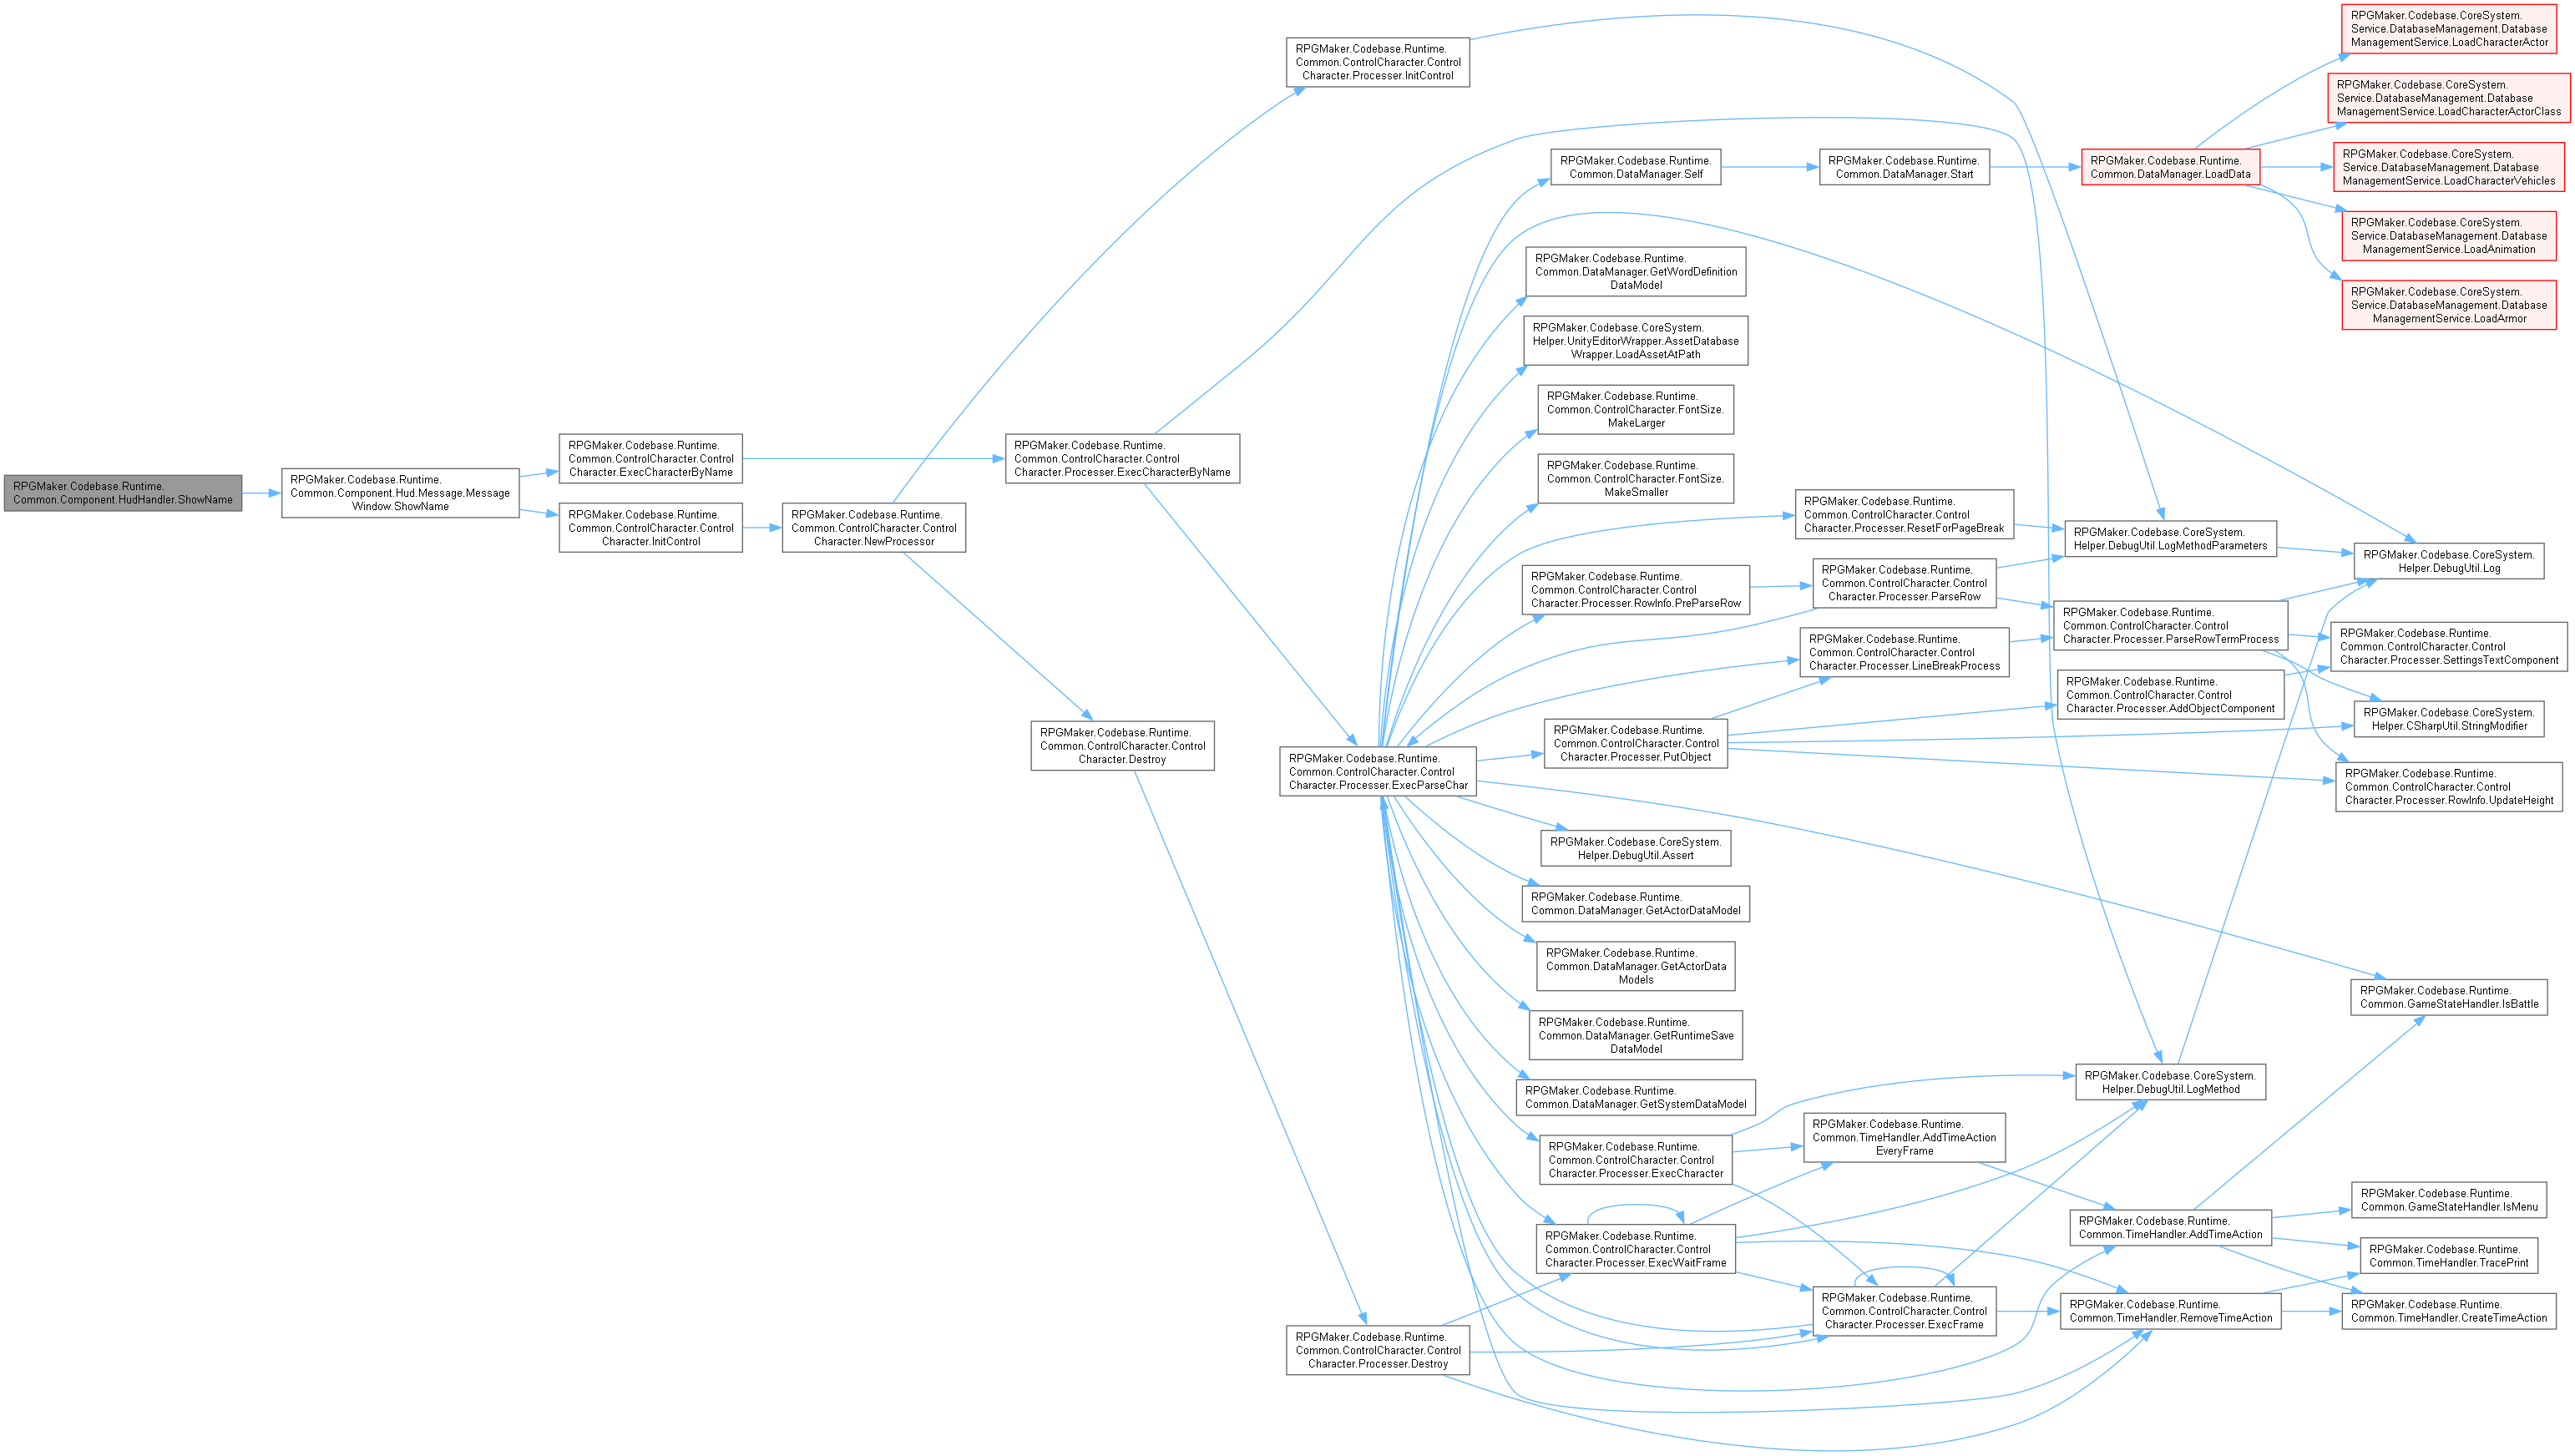 RPGMaker.Codebase.Runtime.
Common.Component.HudHandler.ShowName
RPGMaker.Codebase.Runtime.
Common.Component.Hud.Message.Message
Window.ShowName
RPGMaker.Codebase.Runtime.
Common.ControlCharacter.Control
Character.ExecCharacterByName
RPGMaker.Codebase.Runtime.
Common.ControlCharacter.Control
Character.InitControl
RPGMaker.Codebase.Runtime.
Common.ControlCharacter.Control
Character.NewProcessor
RPGMaker.Codebase.Runtime.
Common.ControlCharacter.Control
Character.Processer.ExecCharacterByName
RPGMaker.Codebase.Runtime.
Common.ControlCharacter.Control
Character.Destroy
RPGMaker.Codebase.Runtime.
Common.ControlCharacter.Control
Character.Processer.InitControl
RPGMaker.Codebase.Runtime.
Common.ControlCharacter.Control
Character.Processer.ExecParseChar
RPGMaker.Codebase.Runtime.
Common.ControlCharacter.Control
Character.Processer.Destroy
RPGMaker.Codebase.Runtime.
Common.DataManager.Self
RPGMaker.Codebase.Runtime.
Common.DataManager.GetWordDefinition
DataModel
RPGMaker.Codebase.CoreSystem.
Helper.UnityEditorWrapper.AssetDatabase
Wrapper.LoadAssetAtPath
RPGMaker.Codebase.Runtime.
Common.ControlCharacter.FontSize.
MakeLarger
RPGMaker.Codebase.Runtime.
Common.ControlCharacter.FontSize.
MakeSmaller
RPGMaker.Codebase.Runtime.
Common.ControlCharacter.Control
Character.Processer.RowInfo.PreParseRow
RPGMaker.Codebase.Runtime.
Common.ControlCharacter.Control
Character.Processer.PutObject
RPGMaker.Codebase.CoreSystem.
Helper.DebugUtil.Assert
RPGMaker.Codebase.Runtime.
Common.DataManager.GetActorDataModel
RPGMaker.Codebase.Runtime.
Common.DataManager.GetActorData
Models
RPGMaker.Codebase.Runtime.
Common.DataManager.GetRuntimeSave
DataModel
RPGMaker.Codebase.Runtime.
Common.DataManager.GetSystemDataModel
RPGMaker.Codebase.Runtime.
Common.ControlCharacter.Control
Character.Processer.ExecCharacter
RPGMaker.Codebase.Runtime.
Common.ControlCharacter.Control
Character.Processer.ExecWaitFrame
RPGMaker.Codebase.Runtime.
Common.DataManager.Start
RPGMaker.Codebase.Runtime.
Common.ControlCharacter.Control
Character.Processer.ResetForPageBreak
RPGMaker.Codebase.Runtime.
Common.ControlCharacter.Control
Character.Processer.ParseRow
RPGMaker.Codebase.Runtime.
Common.ControlCharacter.Control
Character.Processer.LineBreakProcess
RPGMaker.Codebase.Runtime.
Common.TimeHandler.AddTimeAction
EveryFrame
RPGMaker.Codebase.Runtime.
Common.ControlCharacter.Control
Character.Processer.ExecFrame
RPGMaker.Codebase.Runtime.
Common.DataManager.LoadData
RPGMaker.Codebase.CoreSystem.
Helper.DebugUtil.LogMethodParameters
RPGMaker.Codebase.Runtime.
Common.ControlCharacter.Control
Character.Processer.ParseRowTermProcess
RPGMaker.Codebase.Runtime.
Common.ControlCharacter.Control
Character.Processer.AddObjectComponent
RPGMaker.Codebase.CoreSystem.
Helper.DebugUtil.LogMethod
RPGMaker.Codebase.Runtime.
Common.TimeHandler.AddTimeAction
RPGMaker.Codebase.Runtime.
Common.TimeHandler.RemoveTimeAction
RPGMaker.Codebase.CoreSystem.
Service.DatabaseManagement.Database
ManagementService.LoadCharacterActor
RPGMaker.Codebase.CoreSystem.
Service.DatabaseManagement.Database
ManagementService.LoadCharacterActorClass
RPGMaker.Codebase.CoreSystem.
Service.DatabaseManagement.Database
ManagementService.LoadCharacterVehicles
RPGMaker.Codebase.CoreSystem.
Service.DatabaseManagement.Database
ManagementService.LoadAnimation
RPGMaker.Codebase.CoreSystem.
Service.DatabaseManagement.Database
ManagementService.LoadArmor
RPGMaker.Codebase.CoreSystem.
Helper.DebugUtil.Log
RPGMaker.Codebase.Runtime.
Common.ControlCharacter.Control
Character.Processer.SettingsTextComponent
RPGMaker.Codebase.CoreSystem.
Helper.CSharpUtil.StringModifier
RPGMaker.Codebase.Runtime.
Common.ControlCharacter.Control
Character.Processer.RowInfo.UpdateHeight
RPGMaker.Codebase.Runtime.
Common.GameStateHandler.IsBattle
RPGMaker.Codebase.Runtime.
Common.GameStateHandler.IsMenu
RPGMaker.Codebase.Runtime.
Common.TimeHandler.TracePrint
RPGMaker.Codebase.Runtime.
Common.TimeHandler.CreateTimeAction